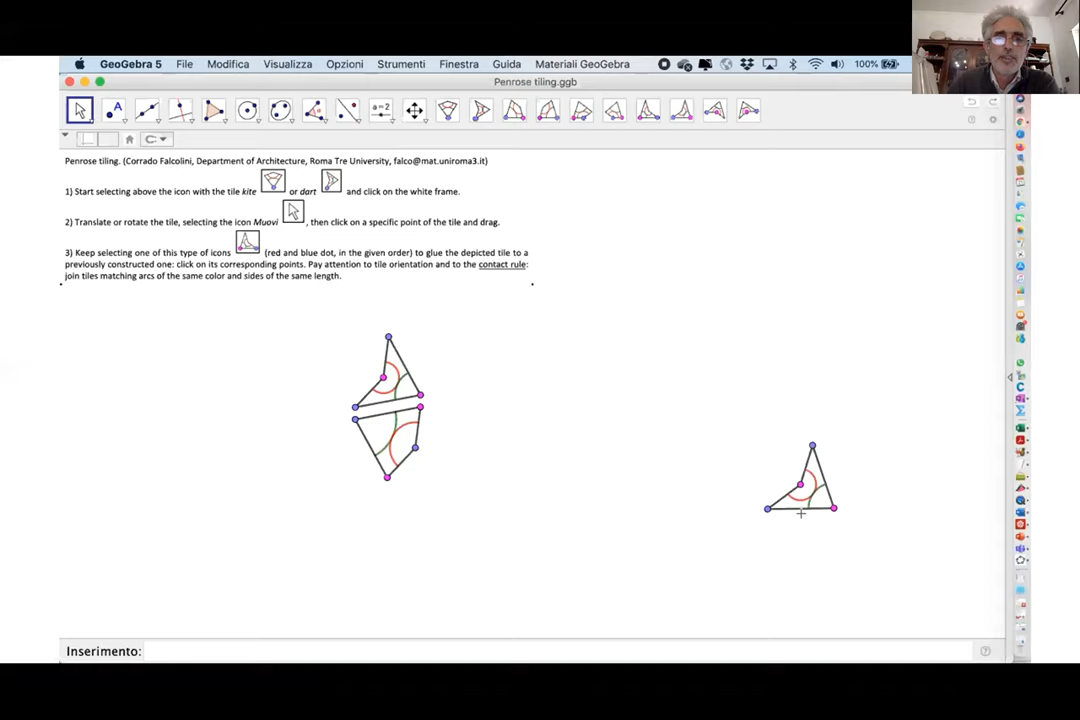 GeoGebra 5 File Modifica Visualizza Opzioni Strumenti Finestra Guida Materiali GeoGebra 100%
Penrose tiling.ggb
A a=2
Penrose tiling. (Corrado Falcolini, Department of Architecture, Roma Tre University, falco@mat.uniroma3.it)
1) Start selecting above the icon with the tile kite or dart and click on the white frame.
2) Translate or rotate the tile, selecting the icon Muovi , then click on a specific point of the tile and drag.
3) Keep selecting one of this type of icons (red and blue dot, in the given order) to glue the depicted tile to a
previously constructed one: click on its corresponding points. Pay attention to tile orientation and to the contact rule:
join tiles matching arcs of the same color and sides of the same length.
Inserimento: